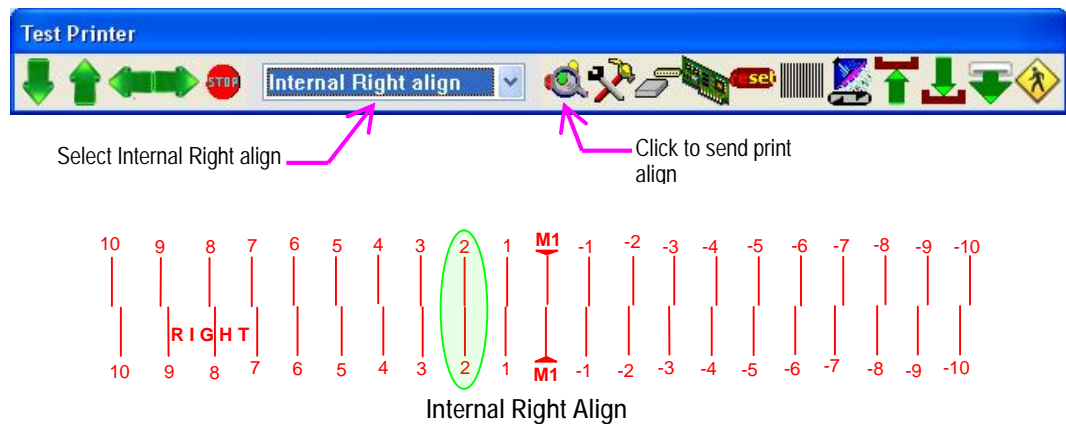 Test Printer
STOP Internal Right align set
Select Internal Right align
Click to send print
align
10 9 8 7 6 5 4 3 2 1 M1 -1 -2 -3 -4 -5 -6 -7 -8 -9 -10
RIGHT
10 9 8 7 6 5 4 3 2 1 M1 -1 -2 -3 -4 -5 -6 -7 -8 -9 -10
Internal Right Align